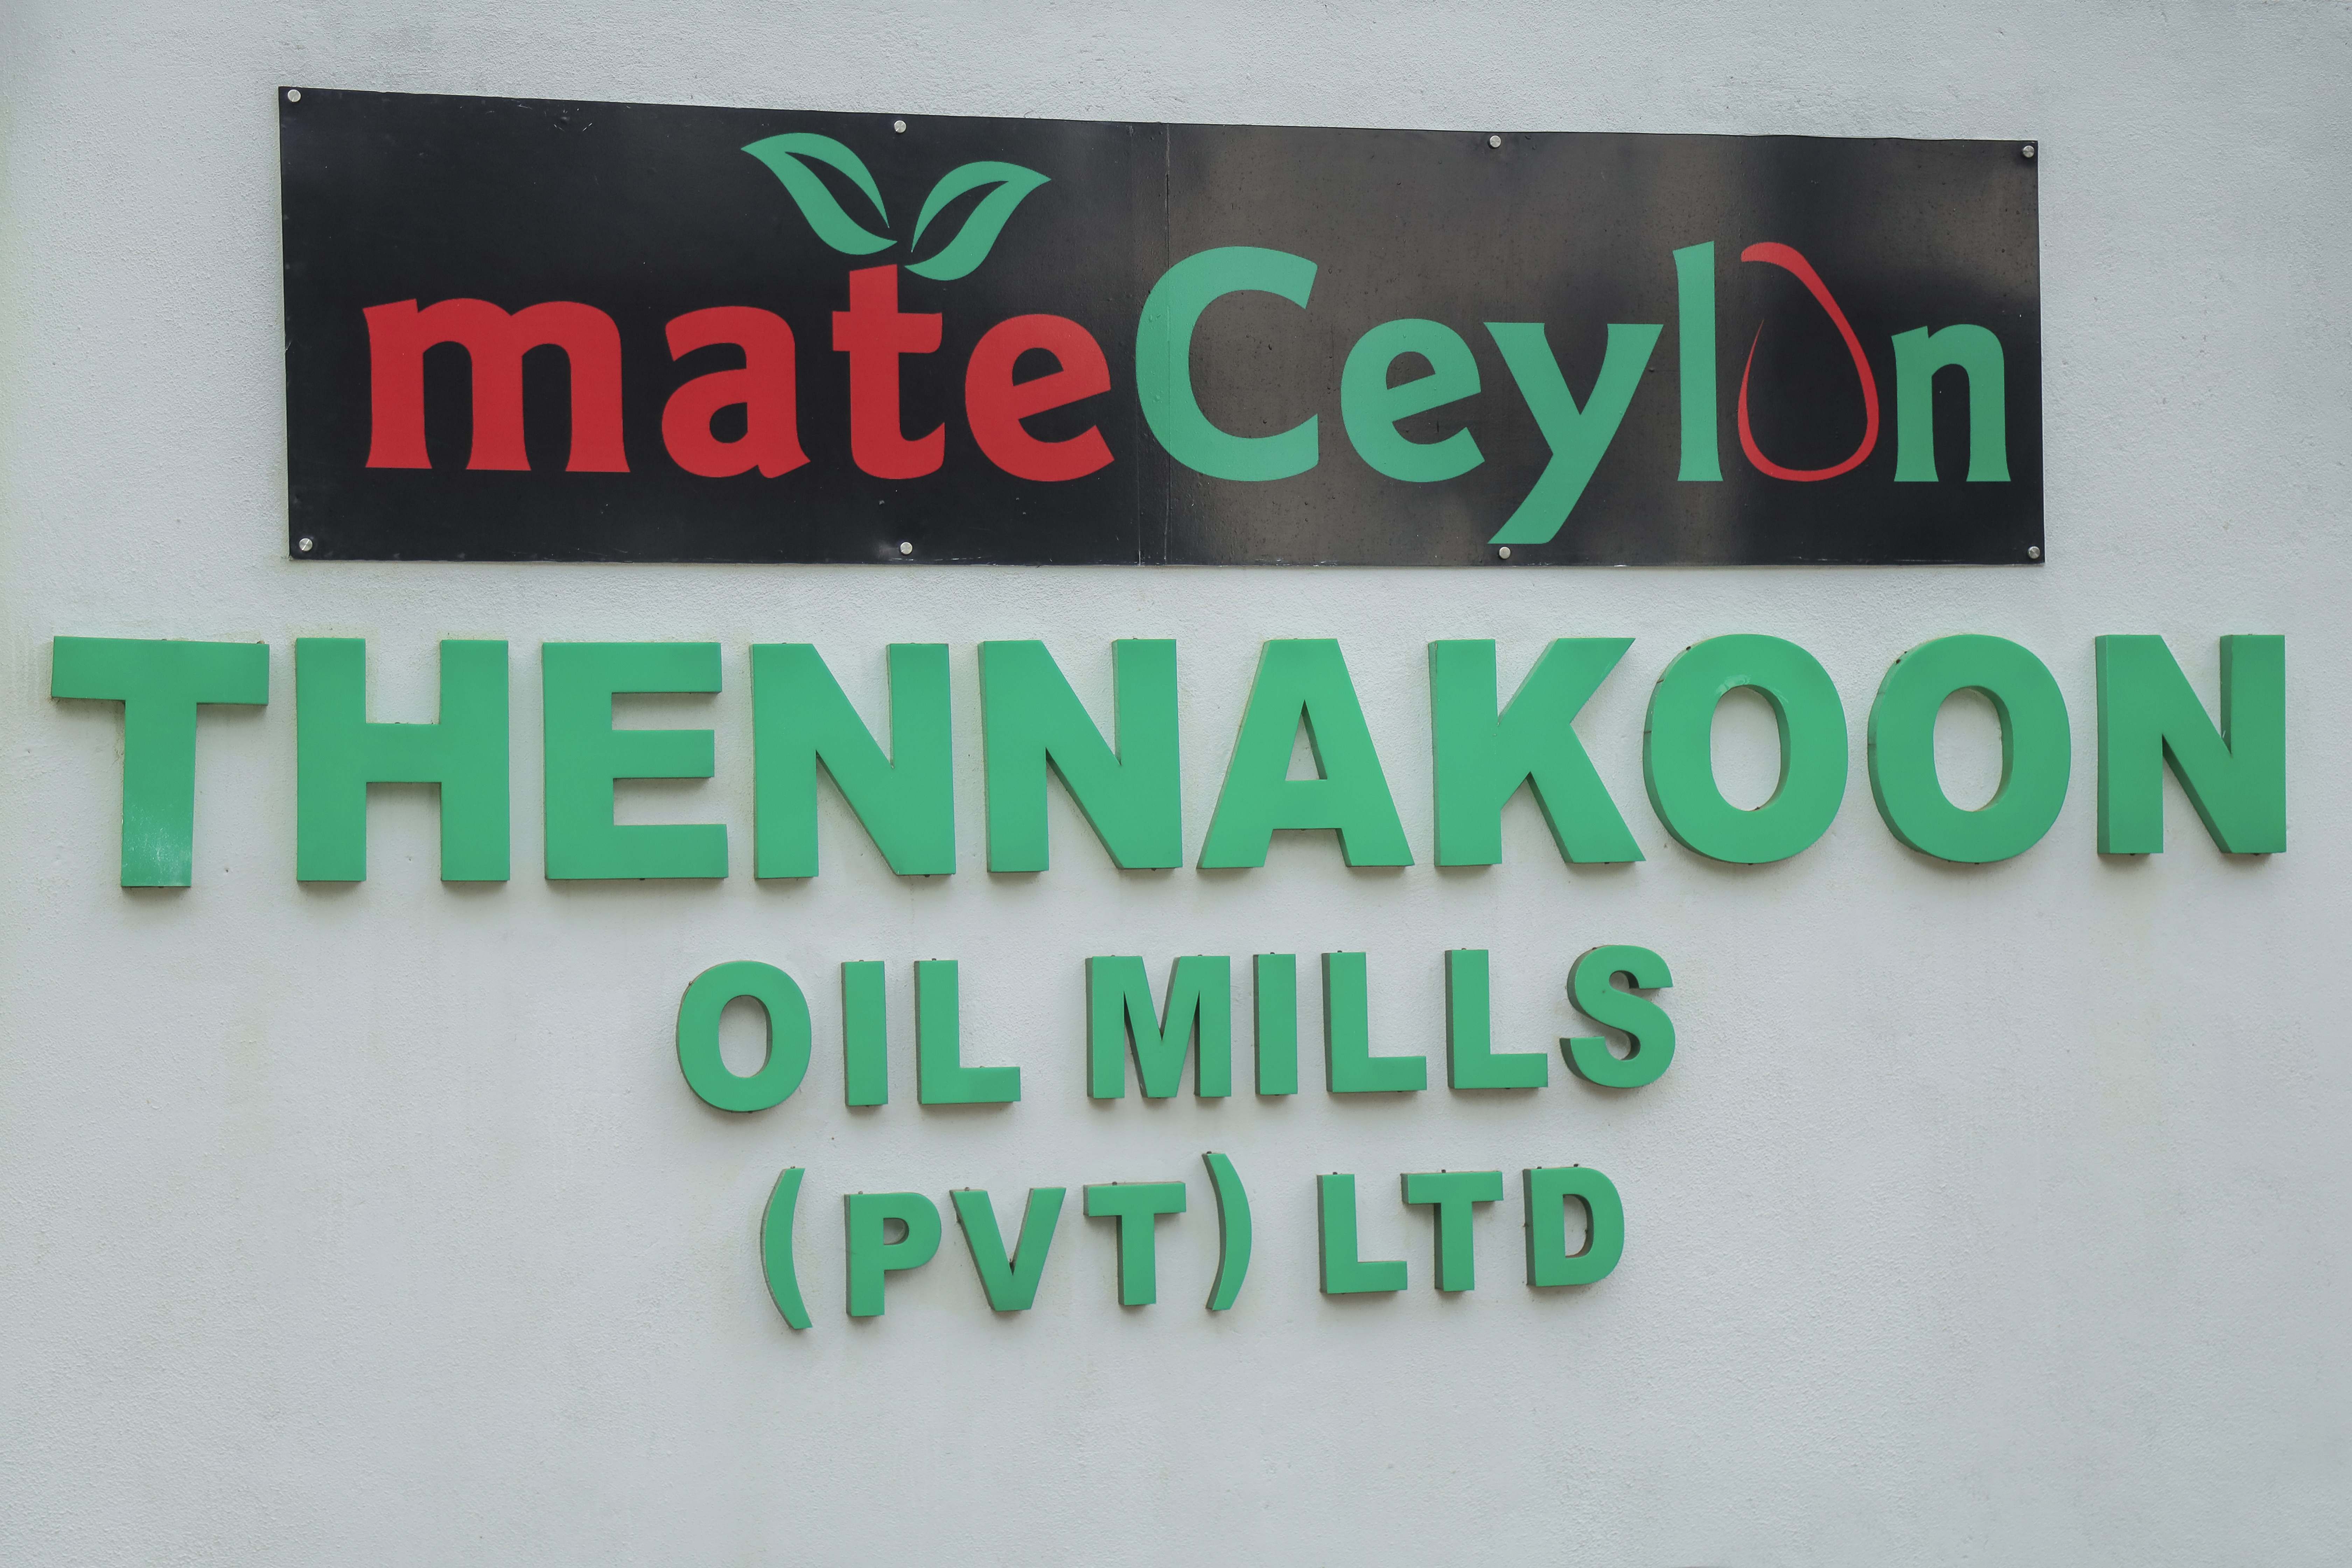 mateCeylon
THENNAKOON
OIL MILLS
(PVT) LTD